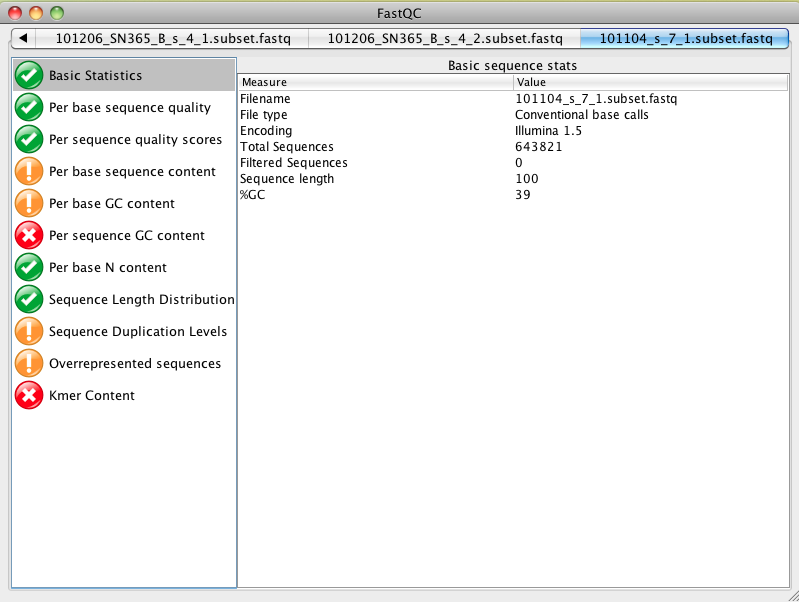 FastQC
101206_SN365_B_s_4_1.subset.fastq 101206_SN365_B_s_4_2.subset.fastq 101104_s_7_1.subset.fastq
Basic Statistics
Per base sequence quality
Per sequence quality scores
Per base sequence content
Per base GC content
Per sequence GC content
Per base N content
Sequence Length Distribution
Sequence Duplication Levels
Overrepresented sequences
Kmer Content
Basic sequence stats
Measure Value
Filename 101104_s_7_1.subset.fastq
File type Conventional base calls
Encoding Illumina 1.5
Total Sequences 643821
Filtered Sequences 0
Sequence length 100
%GC 39